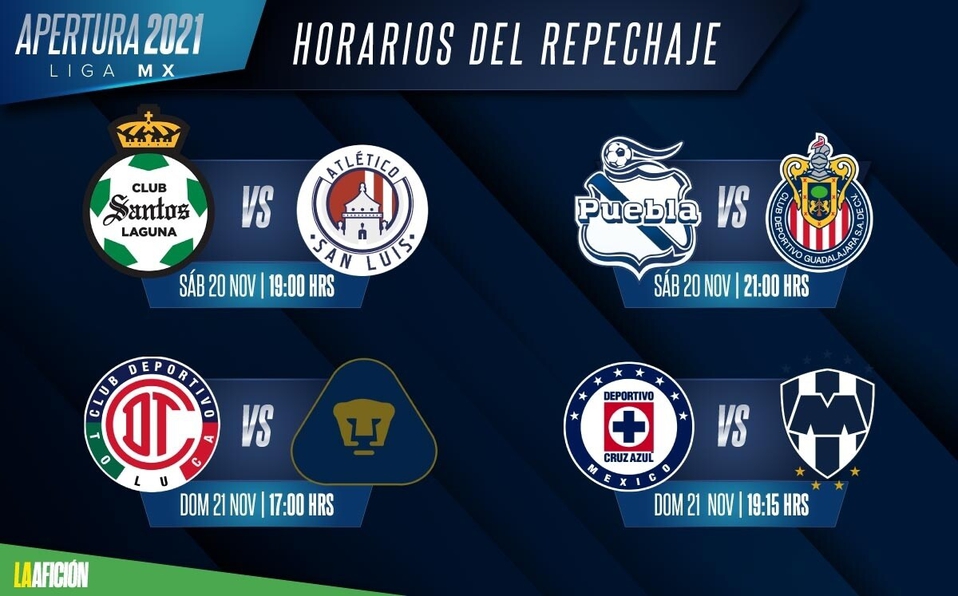 APERTURA 2021
LIGA MX
HORARIOS DEL REPECHAJE
CLUB
Santos
LAGUNA
VS
ATLÉTICO
SAN LUIS
SÁB 20 NOV | 19:00 HRS
Puebla
VS
CLUB DEPORTIVO GUADALAJARA S.A. DE C.V.
SÁB 20 NOV | 21:00 HRS
CLUB DEPORTIVO
TOLUCA
VS
DOM 21 NOV | 17:00 HRS
DEPORTIVO
CRUZ AZUL
MEXICO
VS
M
DOM 21 NOV | 19:15 HRS
LAAFICIÓN